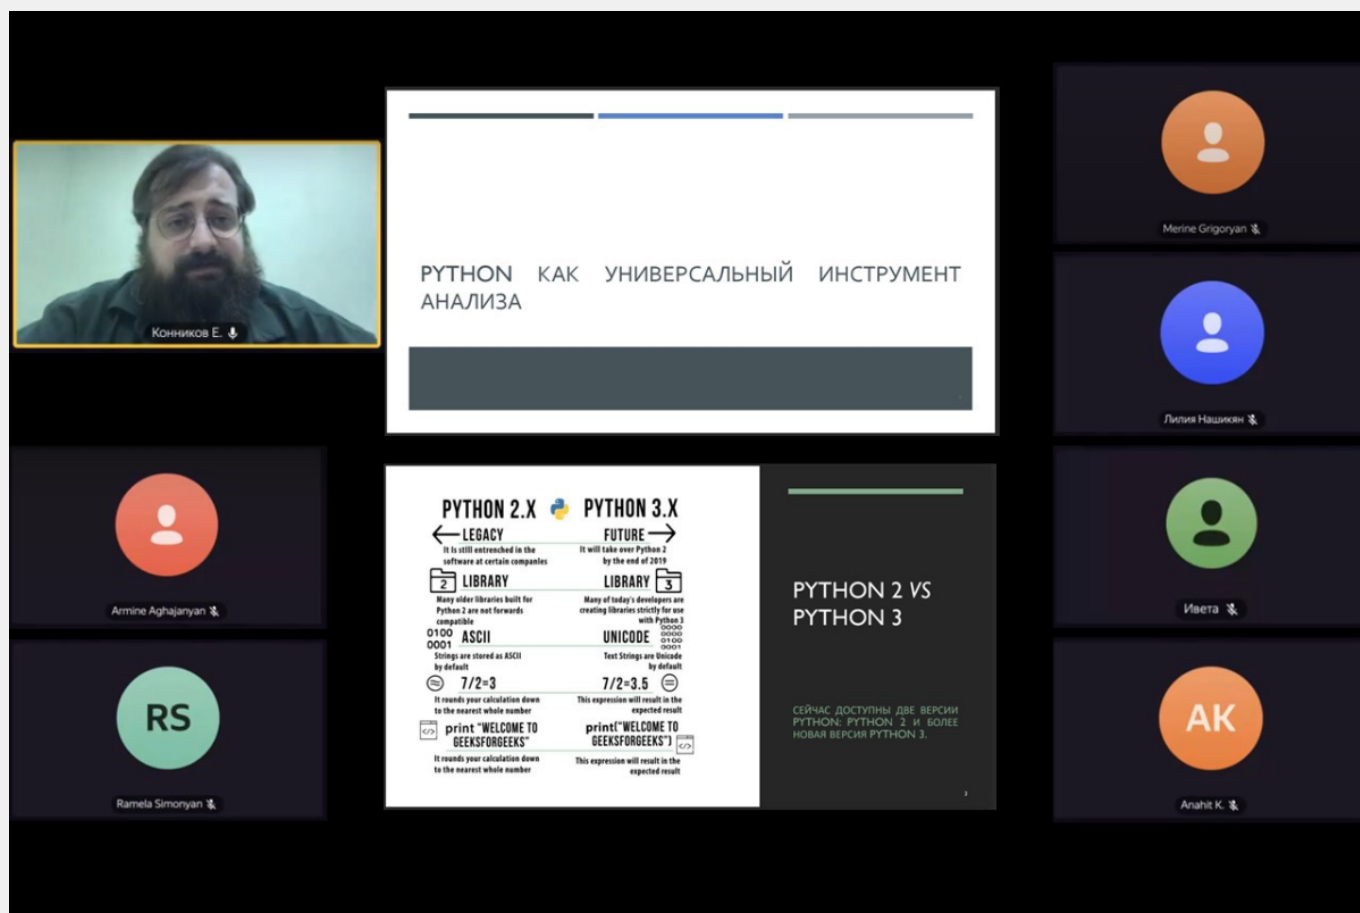 Конников Е.
PYTHON КАК УНИВЕРСАЛЬНЫЙ ИНСТРУМЕНТ
АНАЛИЗА
Merine Grigoryan
Лилия Нашикян
Armine Aghajanyan
RS
Ramela Simonyan
PYTHON 2.X
PYTHON 3.X
LEGACY
FUTURE
It is still entrenched in the
software at certain companies
It will take over Python 2
by the end of 2019
2
LIBRARY
LIBRARY
3
Many older libraries built for
Python 2 are not forwards
compatible
Many of today's developers are
creating libraries strictly for use
with Python 3
0100
0001
ASCII
UNICODE
0000
0000
0100
0001
Strings are stored as ASCII
by default
Text Strings are Unicode
by default
7/2=3
7/2=3.5
It rounds your calculation down
to the nearest whole number
This expression will result in the
expected result
print "WELCOME TO
GEEKSFORGEEKS"
print("WELCOME TO
GEEKSFORGEEKS")
It rounds your calculation down
to the nearest whole number
This expression will result in the
expected result
PYTHON 2 VS
PYTHON 3
СЕЙЧАС ДОСТУПНЫ ДВЕ ВЕРСИИ
PYTHON: PYTHON 2 И БОЛЕЕ
НОВАЯ ВЕРСИЯ PYTHON 3.
3
Ивета
AK
Anahit K.